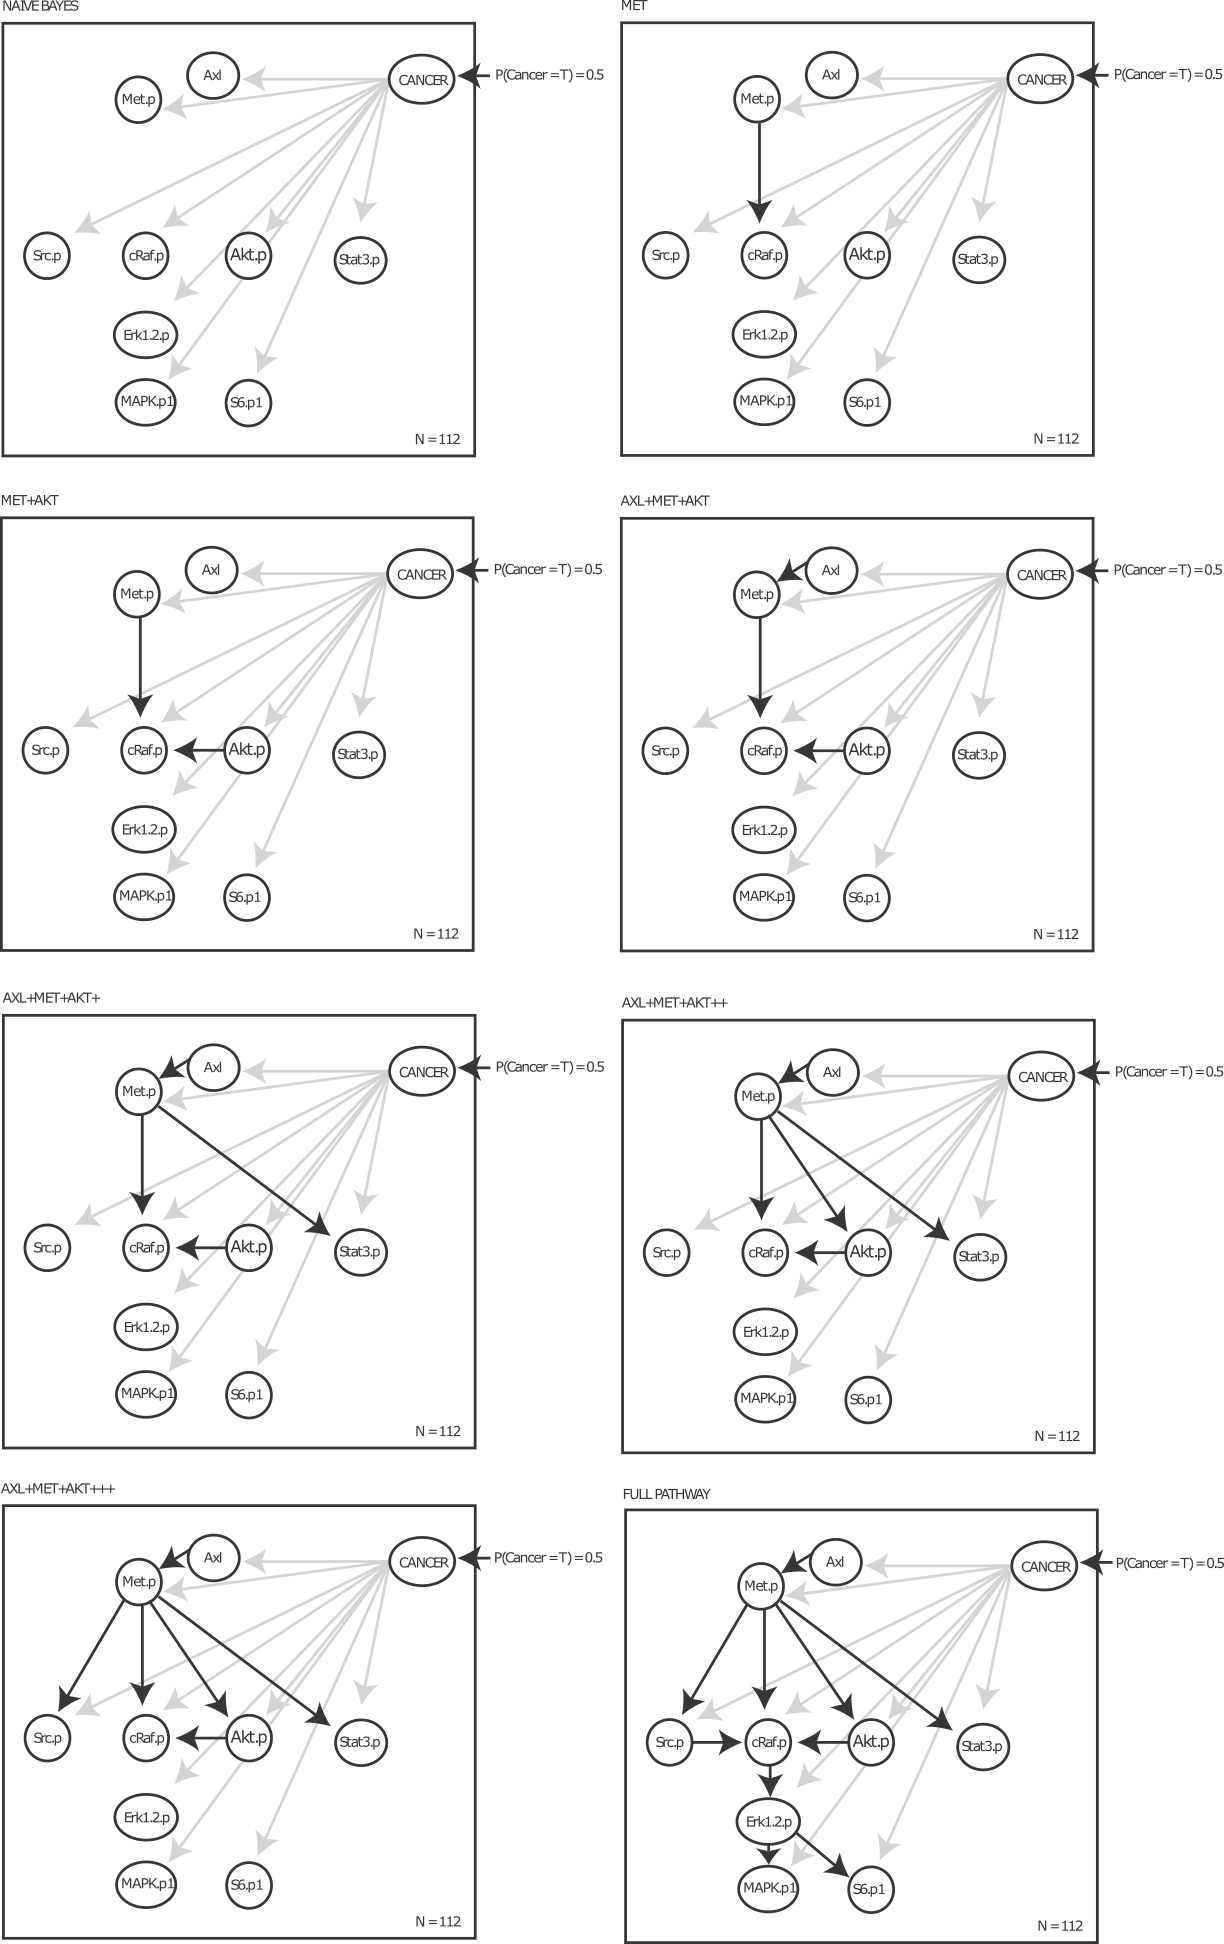 NAIVE BAYES
Axl
CANCER
P(Cancer = T) = 0.5
Met.p
Src.p
cRaf.p
Akt.p
Stat3.p
Erk1.2.p
MAPK.p1
S6.p1
N = 112
MET
Axl
CANCER
P(Cancer = T) = 0.5
Met.p
Src.p
cRaf.p
Akt.p
Stat3.p
Erk1.2.p
MAPK.p1
S6.p1
N = 112
MET+AKT
Axl
CANCER
P(Cancer = T) = 0.5
Met.p
Src.p
cRaf.p
Akt.p
Stat3.p
Erk1.2.p
MAPK.p1
S6.p1
N = 112
AXL+MET+AKT
Axl
CANCER
P(Cancer = T) = 0.5
Met.p
Src.p
cRaf.p
Akt.p
Stat3.p
Erk1.2.p
MAPK.p1
S6.p1
N = 112
AXL+MET+AKT+
Axl
CANCER
P(Cancer = T) = 0.5
Met.p
Src.p
cRaf.p
Akt.p
Stat3.p
Erk1.2.p
MAPK.p1
S6.p1
N = 112
AXL+MET+AKT++
Axl
CANCER
P(Cancer = T) = 0.5
Met.p
Src.p
cRaf.p
Akt.p
Stat3.p
Erk1.2.p
MAPK.p1
S6.p1
N = 112
AXL+MET+AKT+++
Axl
CANCER
P(Cancer = T) = 0.5
Met.p
Src.p
cRaf.p
Akt.p
Stat3.p
Erk1.2.p
MAPK.p1
S6.p1
N = 112
FULL PATHWAY
Axl
CANCER
P(Cancer = T) = 0.5
Met.p
Src.p
cRaf.p
Akt.p
Stat3.p
Erk1.2.p
MAPK.p1
S6.p1
N = 112